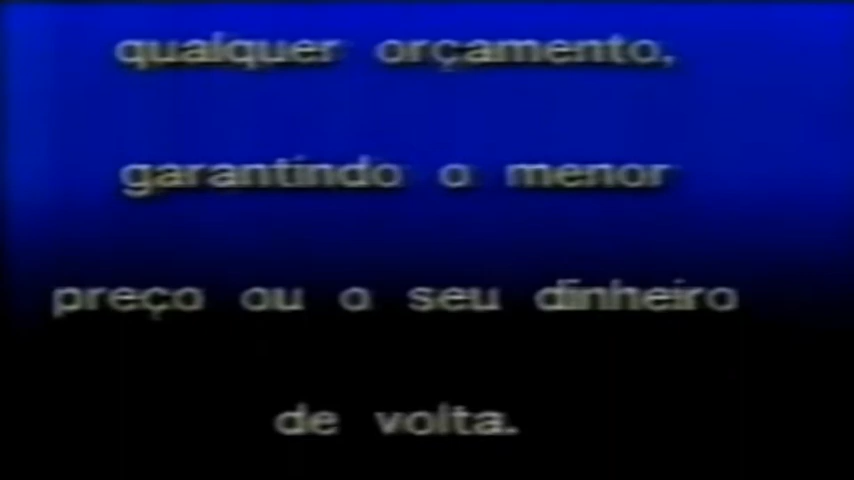 qualquer orçamento,
garantindo o menor
preço ou o seu dinheiro
de volta.